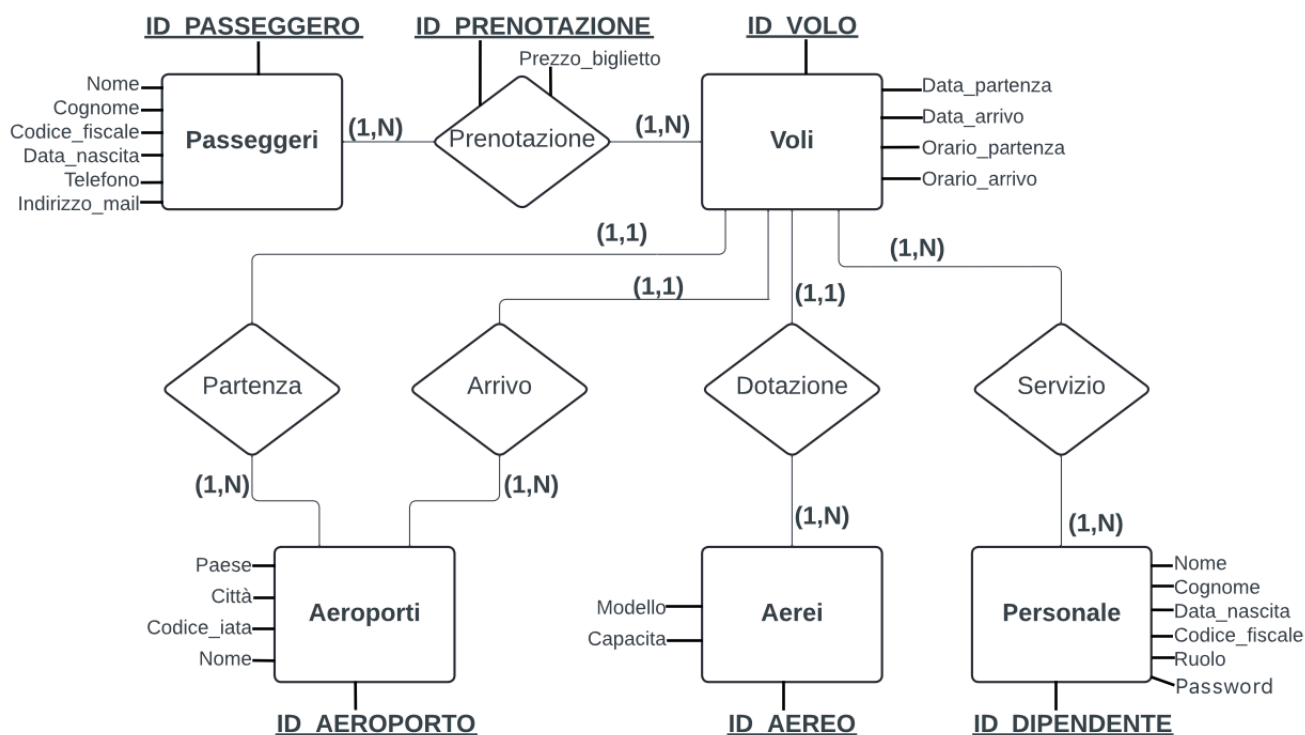 ID_PASSEGGERO
ID_PRENOTAZIONE
ID_VOLO
Prezzo_biglietto
Nome
Cognome
Codice_fiscale
Data_nascita
Telefono
Indirizzo_mail
Passeggeri
(1,N)
Prenotazione
(1,N)
Voli
Data_partenza
Data_arrivo
Orario_partenza
Orario_arrivo
(1,1)
(1,1)
(1,1)
(1,N)
Partenza
Arrivo
Dotazione
Servizio
(1,N)
(1,N)
(1,N)
(1,N)
Paese
Città
Codice_iata
Nome
Aeroporti
Modello
Capacita
Aerei
Personale
Nome
Cognome
Data_nascita
Codice_fiscale
Ruolo
Password
ID_AEROPORTO
ID_AEREO
ID_DIPENDENTE